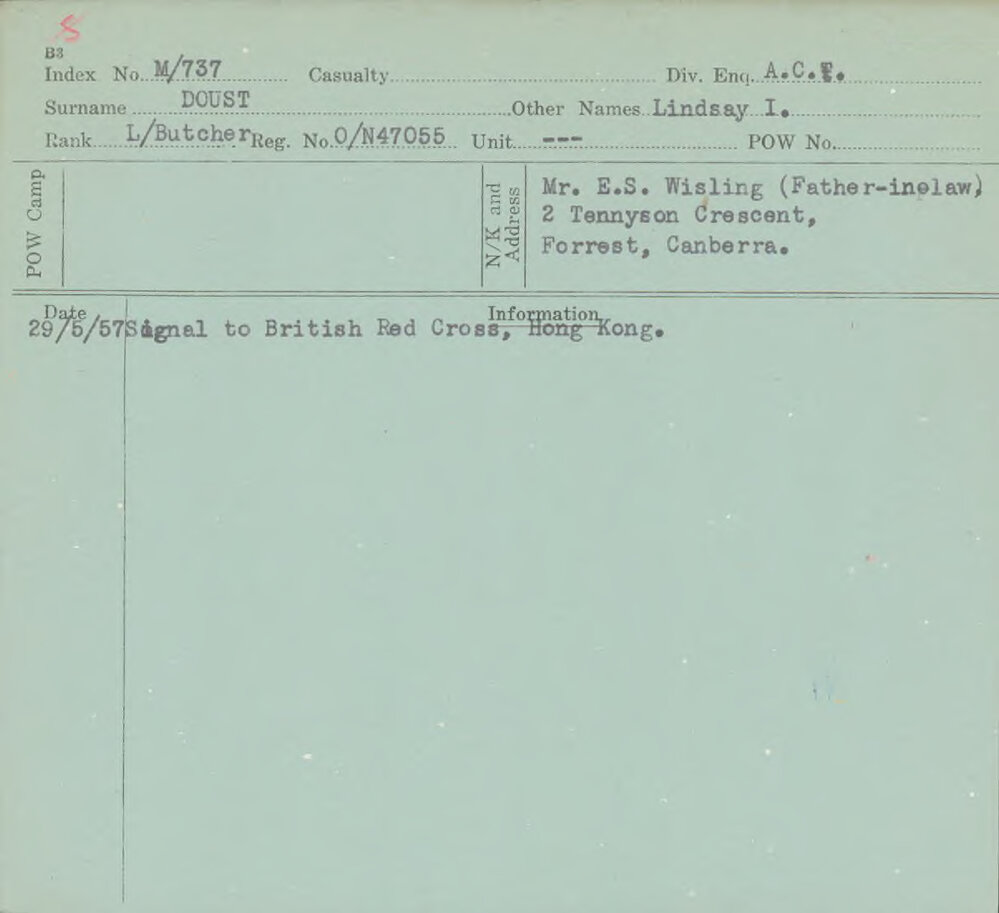 S
B3
Index No. M/737 Casualty Div. Enq. A.C.T.
Surname DOUST Other Names Lindsay I.
Rank L/Butcher Reg. No. O/N47055 Unit --- POW No.
POW Camp
N/K and Address
Mr. E.S. Wisling (Father-inelaw)
2 Tennyson Crescent,
Forrest, Canberra.
Date Information
29/5/57 Signal to British Red Cross, Hong Kong.